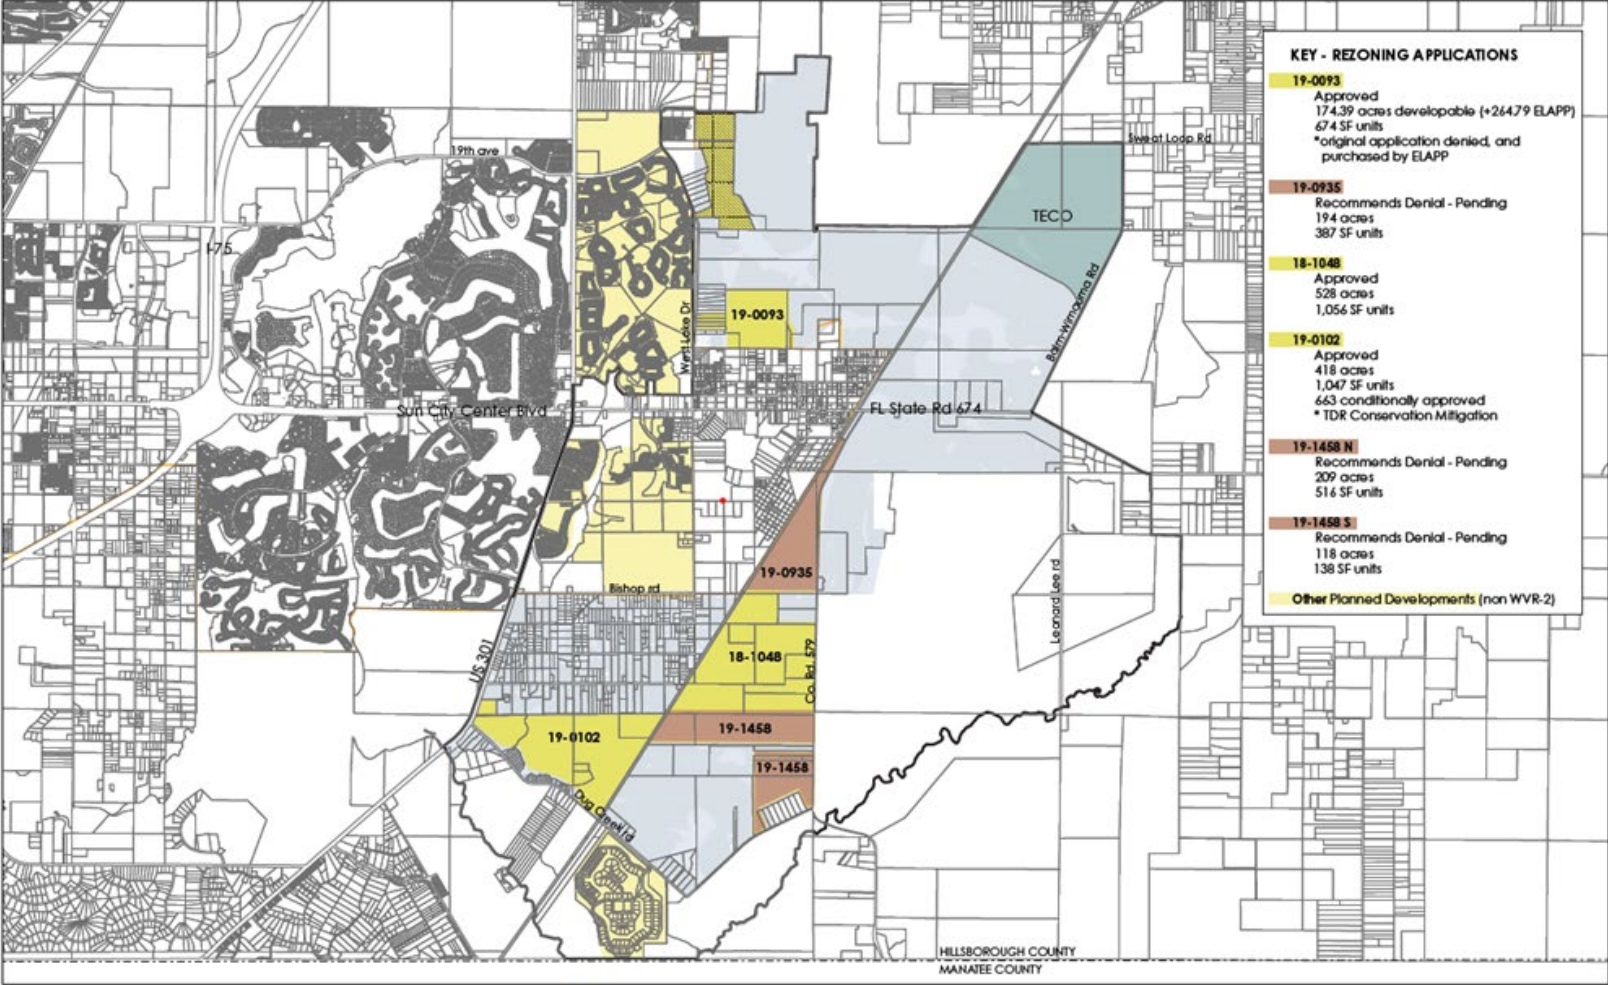 KEY - REZONING APPLICATIONS
19-0093
Approved
174.39 acres developable (+264.79 ELAPP)
674 SF units
*original application denied, and
purchased by ELAPP
19-0935
Recommends Denial - Pending
194 acres
387 SF units
18-1048
Approved
528 acres
1,056 SF units
19-0102
Approved
418 acres
1,047 SF units
663 conditionally approved
* TDR Conservation Mitigation
19-1458 N
Recommends Denial - Pending
209 acres
516 SF units
19-1458 S
Recommends Denial - Pending
118 acres
138 SF units
Other Planned Developments (non WVR-2)
Sweat Loop Rd
19th ave
TECO
I-75
Balm-Wimauma Rd
West Lake Dr
19-0093
Sun City Center Blvd
FL State Rd 674
19-0935
Bishop rd
Leonard Lee rd
US 301
18-1048
Co. Rd. 579
19-0102
19-1458
19-1458
Dug Creek rd
HILLSBOROUGH COUNTY
MANATEE COUNTY